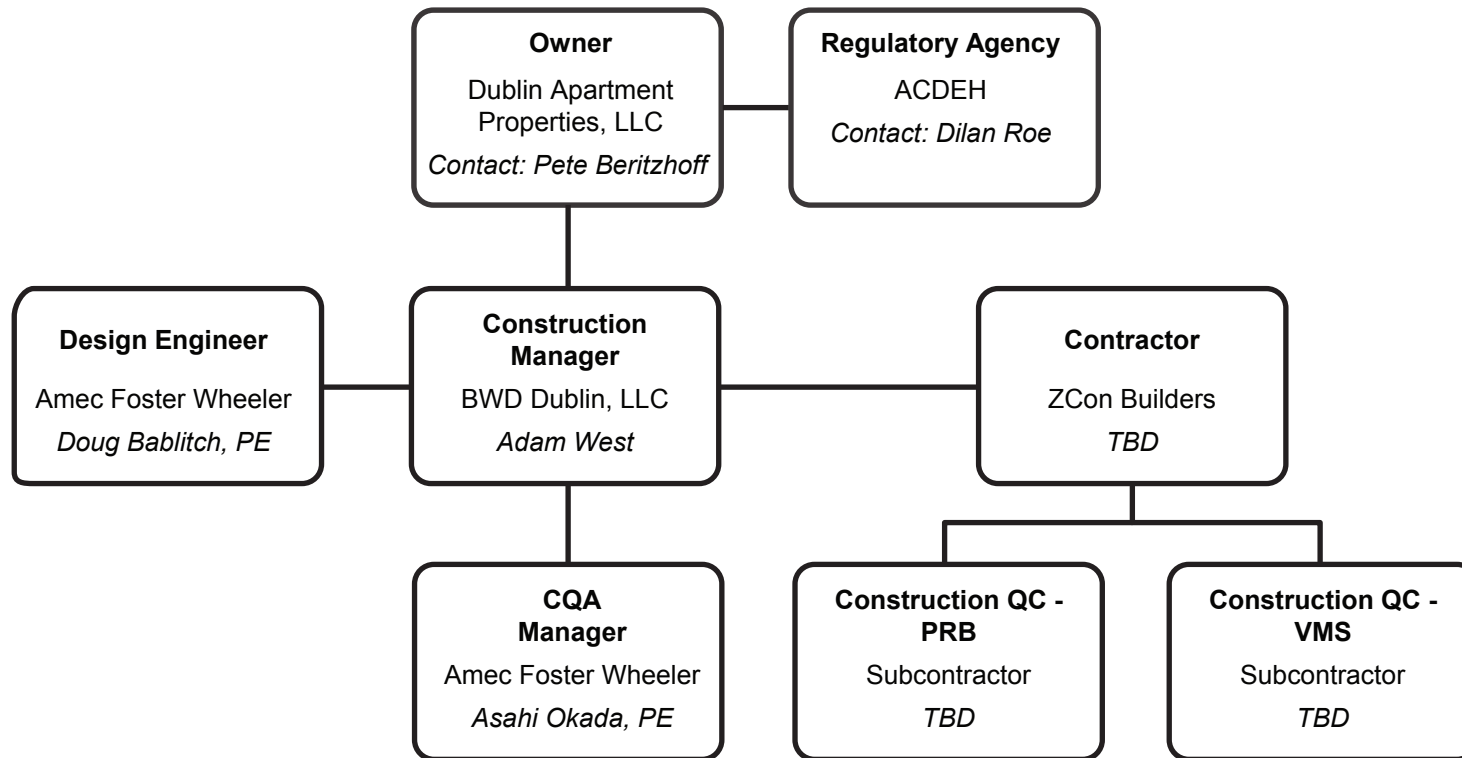 Owner
Dublin Apartment
Properties, LLC
Contact: Pete Beritzhoff
Regulatory Agency
ACDEH
Contact: Dilan Roe
Design Engineer
Amec Foster Wheeler
Doug Bablitch, PE
Construction
Manager
BWD Dublin, LLC
Adam West
Contractor
ZCon Builders
TBD
CQA
Manager
Amec Foster Wheeler
Asahi Okada, PE
Construction QC -
PRB
Subcontractor
TBD
Construction QC -
VMS
Subcontractor
TBD